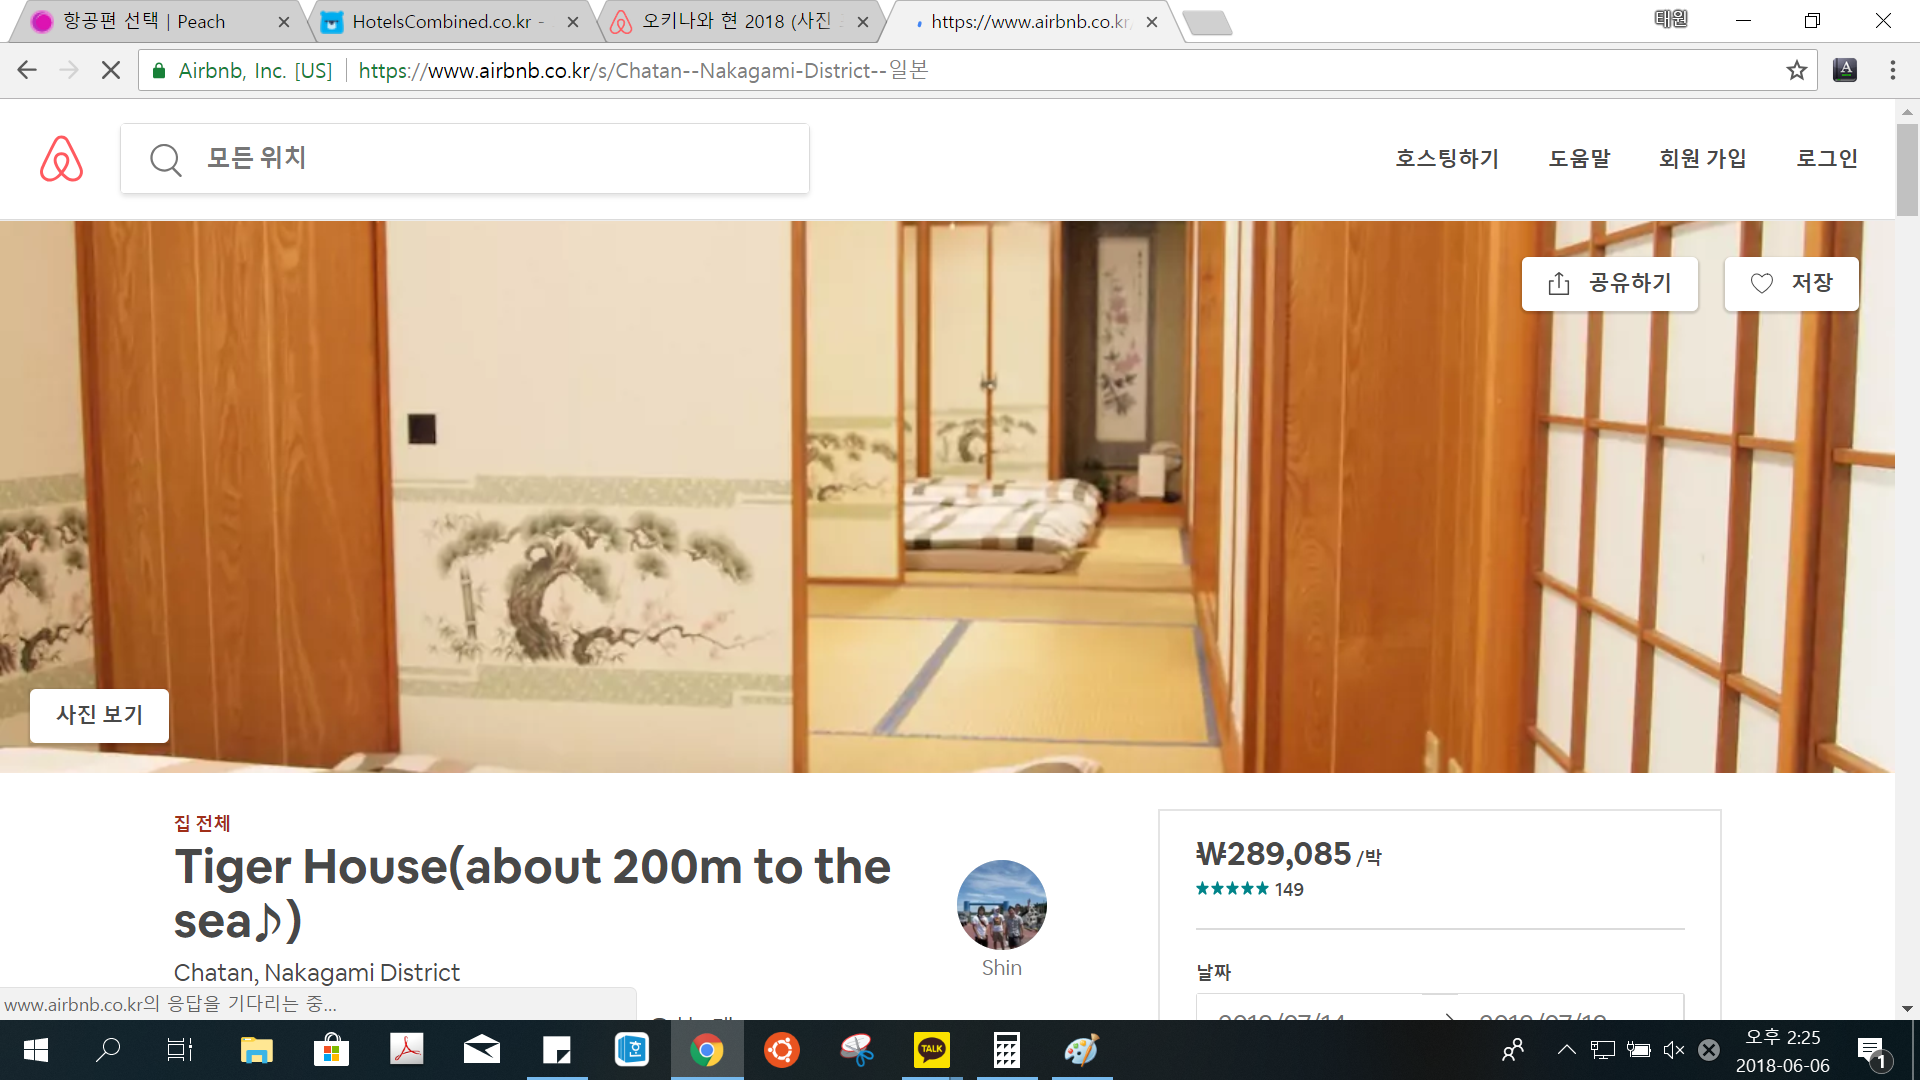 항공편 선택 | Peach
HotelsCombined.co.kr -
오키나와 현 2018 (사진
https://www.airbnb.co.kr/
태원
Airbnb, Inc. [US]
https://www.airbnb.co.kr/s/Chatan--Nakagami-District--일본
모든 위치
호스팅하기
도움말
회원 가입
로그인
공유하기
저장
사진 보기
집 전체
Tiger House(about 200m to the
sea♪)
Chatan, Nakagami District
Shin
₩289,085 /박
149
날짜
www.airbnb.co.kr의 응답을 기다리는 중...
TALK
오후 2:25
2018-06-06
1